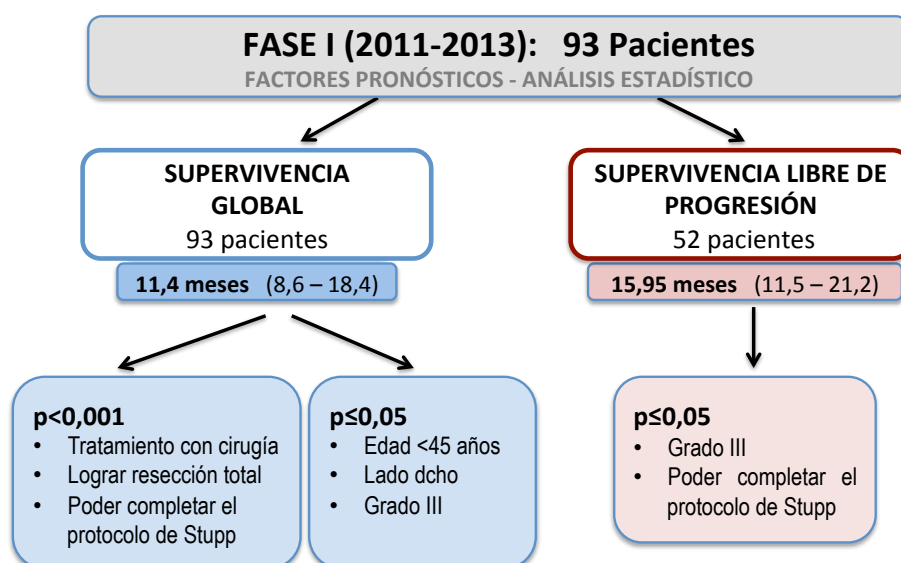 FASE I (2011-2013): 93 Pacientes
FACTORES PRONÓSTICOS - ANÁLISIS ESTADÍSTICO
SUPERVIVENCIA
GLOBAL
93 pacientes
11,4 meses (8,6 – 18,4)
SUPERVIVENCIA LIBRE DE
PROGRESIÓN
52 pacientes
15,95 meses (11,5 – 21,2)
p<0,001
• Tratamiento con cirugía
• Lograr resección total
• Poder completar el
protocolo de Stupp
p≤0,05
• Edad <45 años
• Lado dcho
• Grado III
p≤0,05
• Grado III
• Poder completar el
protocolo de Stupp